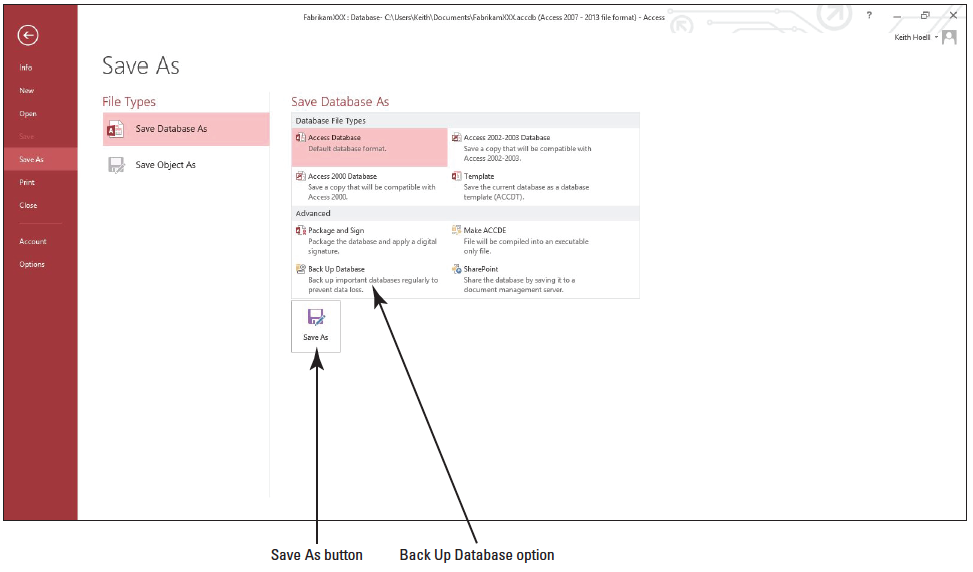 FabrikamXXX : Database- C:\Users\Keith\Documents\FabrikamXXX.accdb (Access 2007 - 2013 file format) - Access
?
Keith Hoell
Info
New
Open
Save
Save As
Print
Close
Account
Options
Save As
File Types
Save Database As
Save Object As
Save Database As
Database File Types
Access Database
Default database format.
Access 2002-2003 Database
Save a copy that will be compatible with
Access 2002-2003.
Access 2000 Database
Save a copy that will be compatible with
Access 2000.
Template
Save the current database as a database
template (ACCDT).
Advanced
Package and Sign
Package the database and apply a digital
signature.
Make ACCDE
File will be compiled into an executable
only file.
Back Up Database
Back up important databases regularly to
prevent data loss.
SharePoint
Share the database by saving it to a
document management server.
Save As
Save As button
Back Up Database option